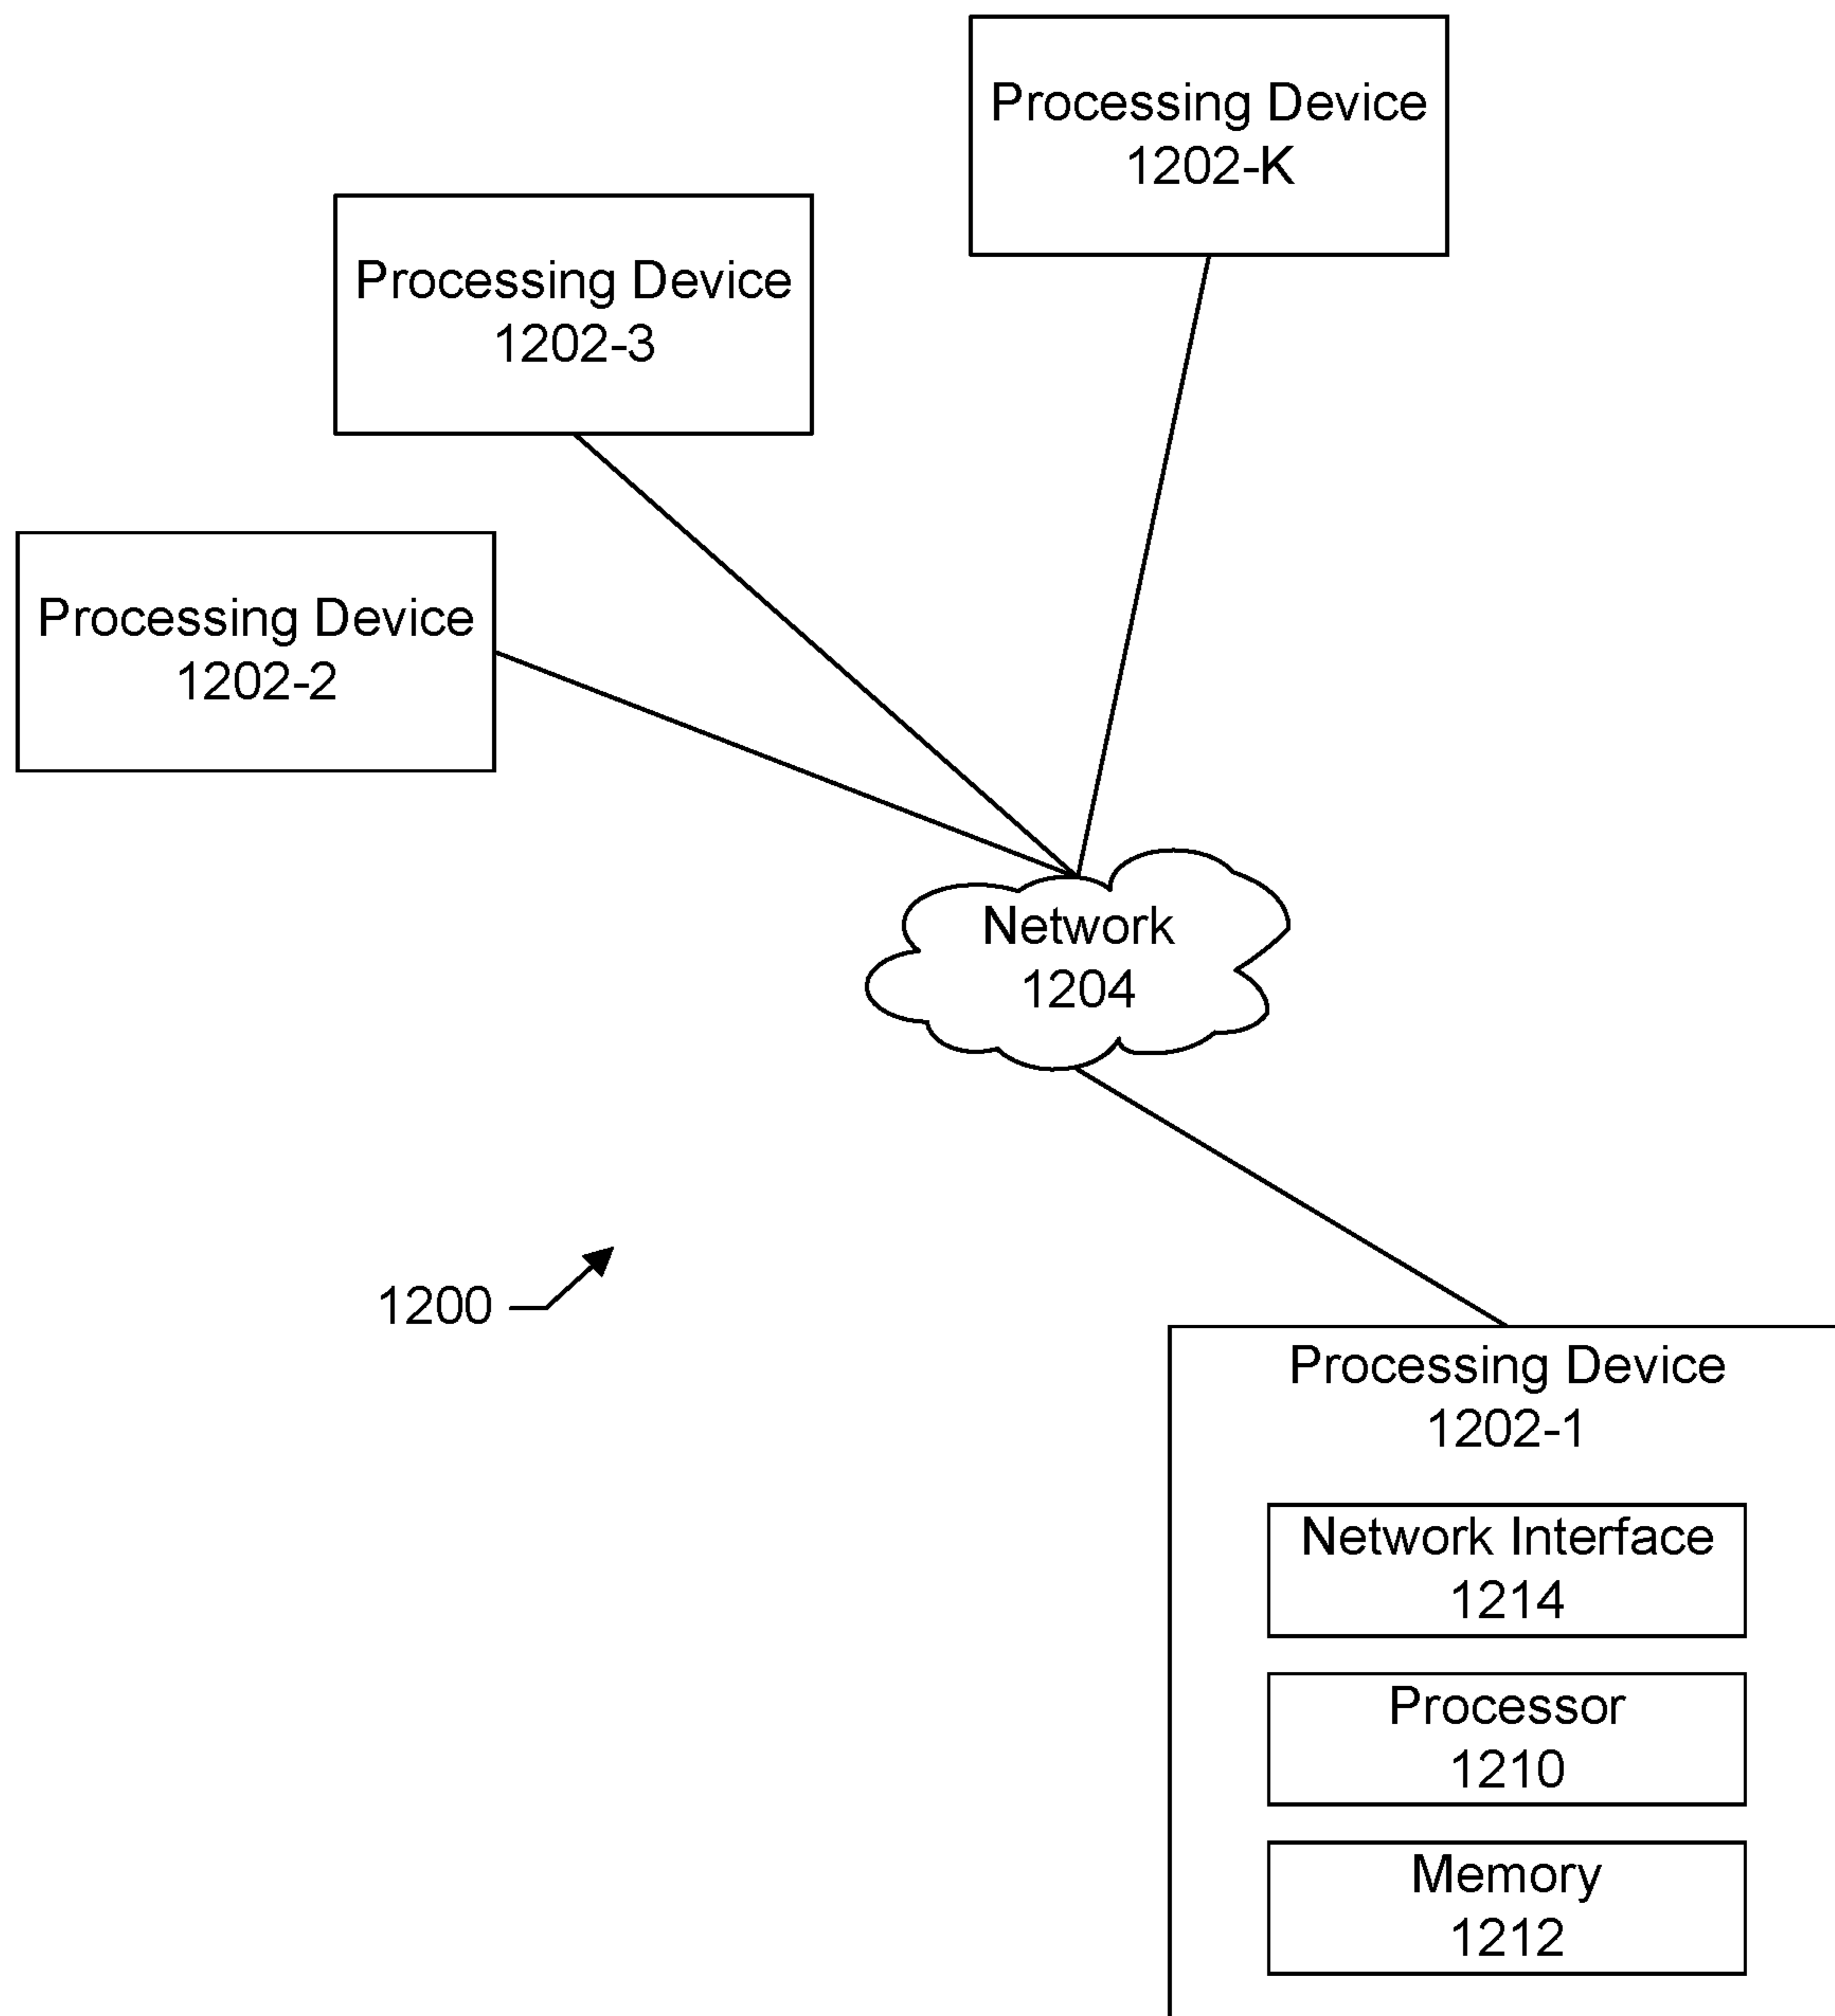 Processing Device
1202-K
Processing Device
1202-3
Processing Device
1202-2
Network
1204
1200
Processing Device
1202-1
Network Interface
1214
Processor
1210
Memory
1212